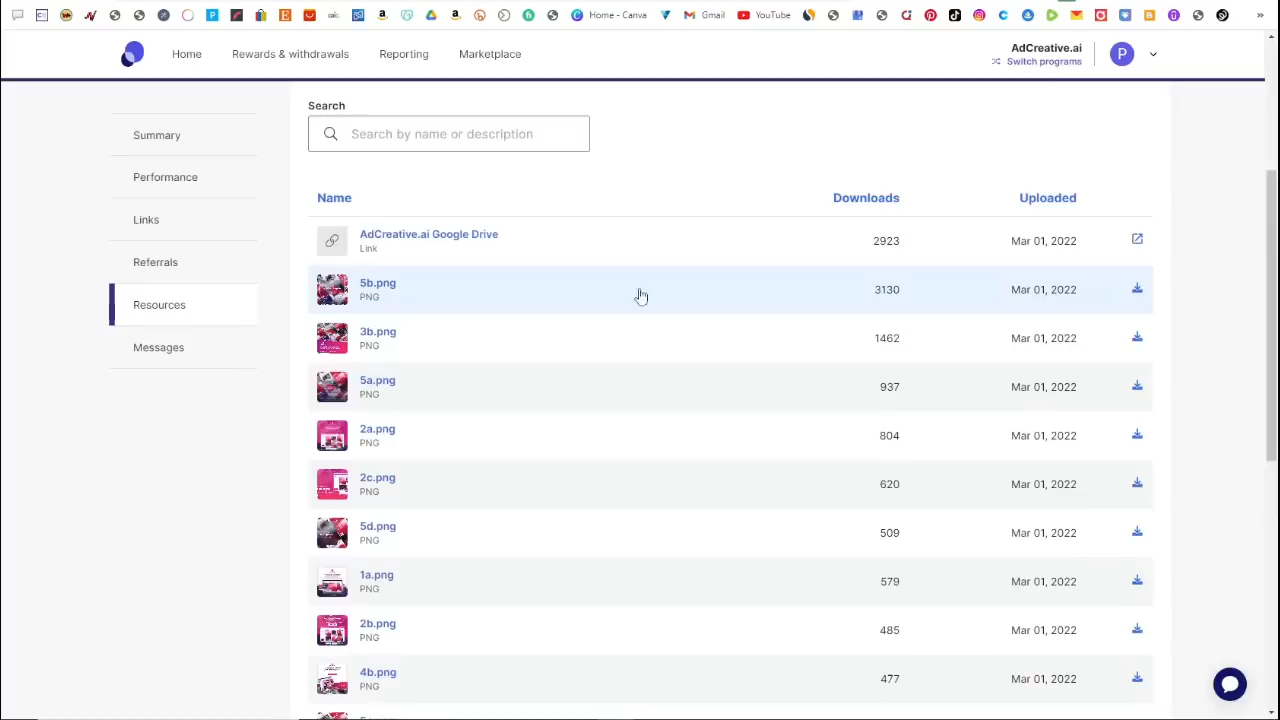 Home - Canva
Gmail
YouTube
Home
Rewards & withdrawals
Reporting
Marketplace
AdCreative.ai
Switch programs
P
Summary
Performance
Links
Referrals
Resources
Messages
Search
Search by name or description
Name Downloads Uploaded
AdCreative.ai Google Drive
Link
2923 Mar 01, 2022
5b.png
PNG
3130 Mar 01, 2022
3b.png
PNG
1462 Mar 01, 2022
5a.png
PNG
937 Mar 01, 2022
2a.png
PNG
804 Mar 01, 2022
2c.png
PNG
620 Mar 01, 2022
5d.png
PNG
509 Mar 01, 2022
1a.png
PNG
579 Mar 01, 2022
2b.png
PNG
485 Mar 01, 2022
4b.png
PNG
477 Mar 01, 2022